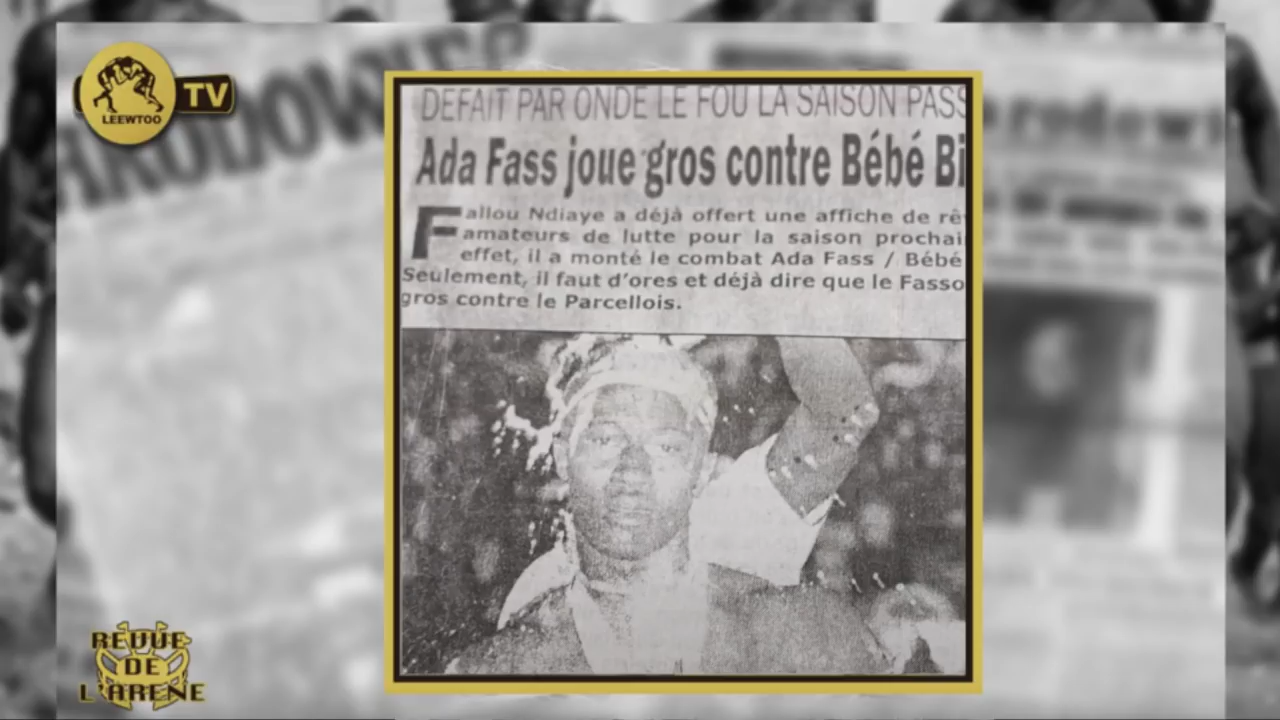 LEEWTOO
TV
DEFAIT PAR ONDE LE FOU LA SAISON PASS
Ada Fass joue gros contre Bébé Bi
Fallou Ndiaye a déjà offert une affiche de rê
amateurs de lutte pour la saison prochai
effet, il a monté le combat Ada Fass / Bébé
Seulement, il faut d'ores et déjà dire que le Fasso
gros contre le Parcellois.
REVUE
DE
L'ARENE